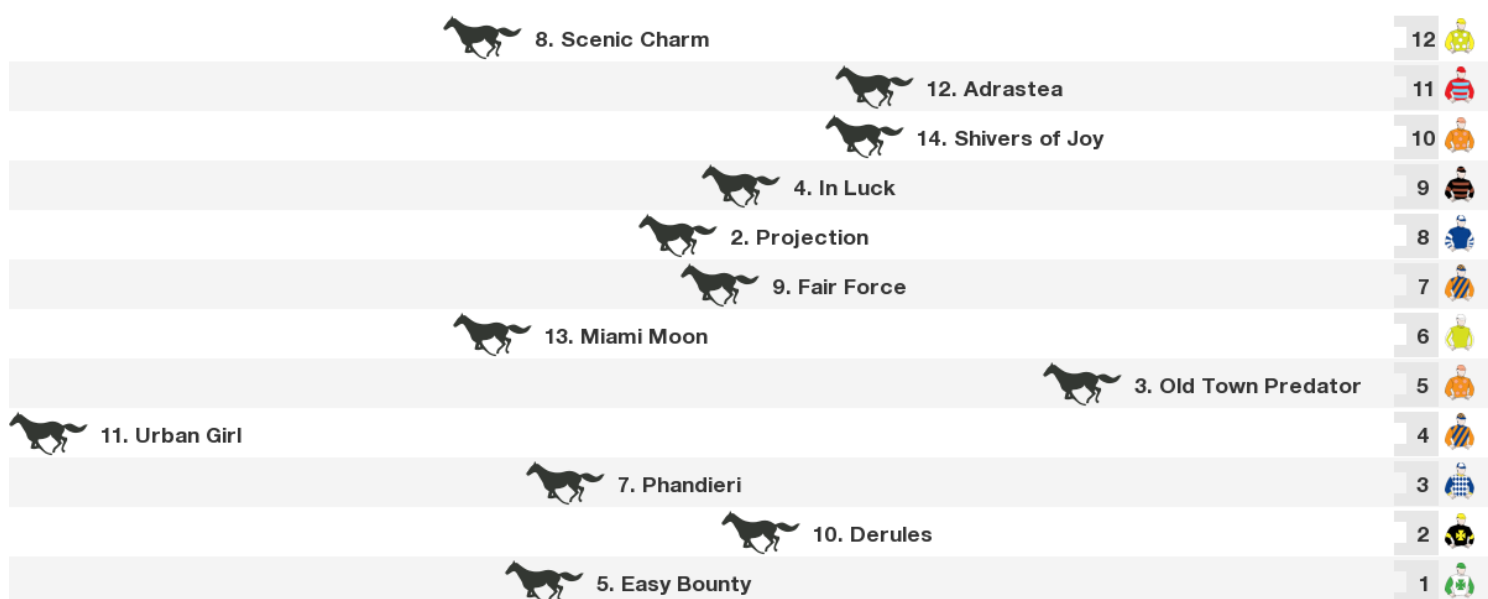 8. Scenic Charm 12
12. Adrastea 11
14. Shivers of Joy 10
4. In Luck 9
2. Projection 8
9. Fair Force 7
13. Miami Moon 6
3. Old Town Predator 5
11. Urban Girl 4
7. Phandieri 3
10. Derules 2
5. Easy Bounty 1